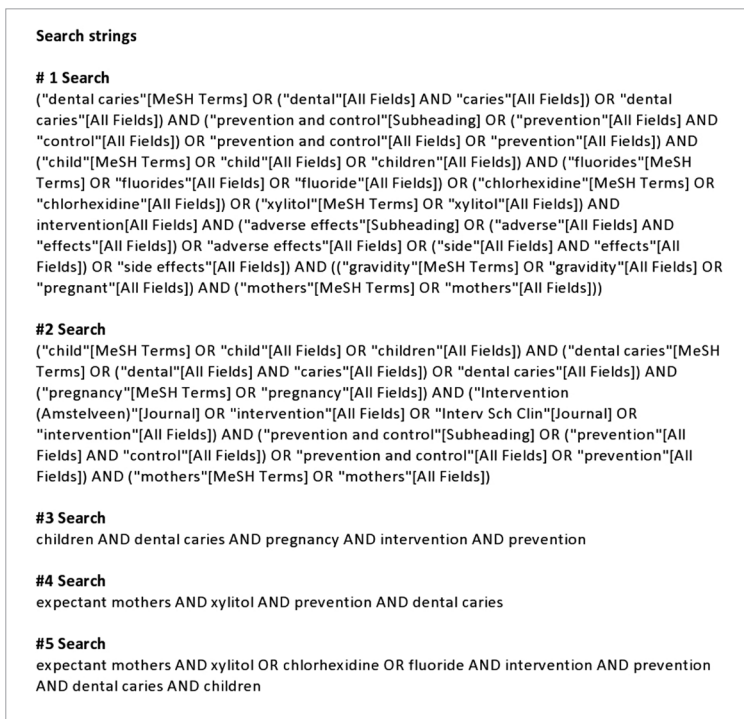 Search strings
# 1 Search
("dental caries"[MeSH Terms] OR ("dental"[All Fields] AND "caries"[All Fields]) OR "dental
caries"[All Fields]) AND ("prevention and control"[Subheading] OR ("prevention"[All Fields] AND
"control"[All Fields]) OR "prevention and control"[All Fields] OR "prevention"[All Fields]) AND
("child"[MeSH Terms] OR "child"[All Fields] OR "children"[All Fields]) AND ("fluorides"[MeSH
Terms] OR "fluorides"[All Fields] OR "fluoride"[All Fields]) OR ("chlorhexidine"[MeSH Terms] OR
"chlorhexidine"[All Fields]) OR ("xylitol"[MeSH Terms] OR "xylitol"[All Fields]) AND
intervention[All Fields] AND ("adverse effects"[Subheading] OR ("adverse"[All Fields] AND
"effects"[All Fields]) OR "adverse effects"[All Fields] OR ("side"[All Fields] AND "effects"[All
Fields]) OR "side effects"[All Fields]) AND (("gravidity"[MeSH Terms] OR "gravidity"[All Fields] OR
"pregnant"[All Fields]) AND ("mothers"[MeSH Terms] OR "mothers"[All Fields]))
#2 Search
("child"[MeSH Terms] OR "child"[All Fields] OR "children"[All Fields]) AND ("dental caries"[MeSH
Terms] OR ("dental"[All Fields] AND "caries"[All Fields]) OR "dental caries"[All Fields]) AND
("pregnancy"[MeSH Terms] OR "pregnancy"[All Fields]) AND ("Intervention
(Amstelveen)"[Journal] OR "intervention"[All Fields] OR "Interv Sch Clin"[Journal] OR
"intervention"[All Fields]) AND ("prevention and control"[Subheading] OR ("prevention"[All
Fields] AND "control"[All Fields]) OR "prevention and control"[All Fields] OR "prevention"[All
Fields]) AND ("mothers"[MeSH Terms] OR "mothers"[All Fields])
#3 Search
children AND dental caries AND pregnancy AND intervention AND prevention
#4 Search
expectant mothers AND xylitol AND prevention AND dental caries
#5 Search
expectant mothers AND xylitol OR chlorhexidine OR fluoride AND intervention AND prevention
AND dental caries AND children